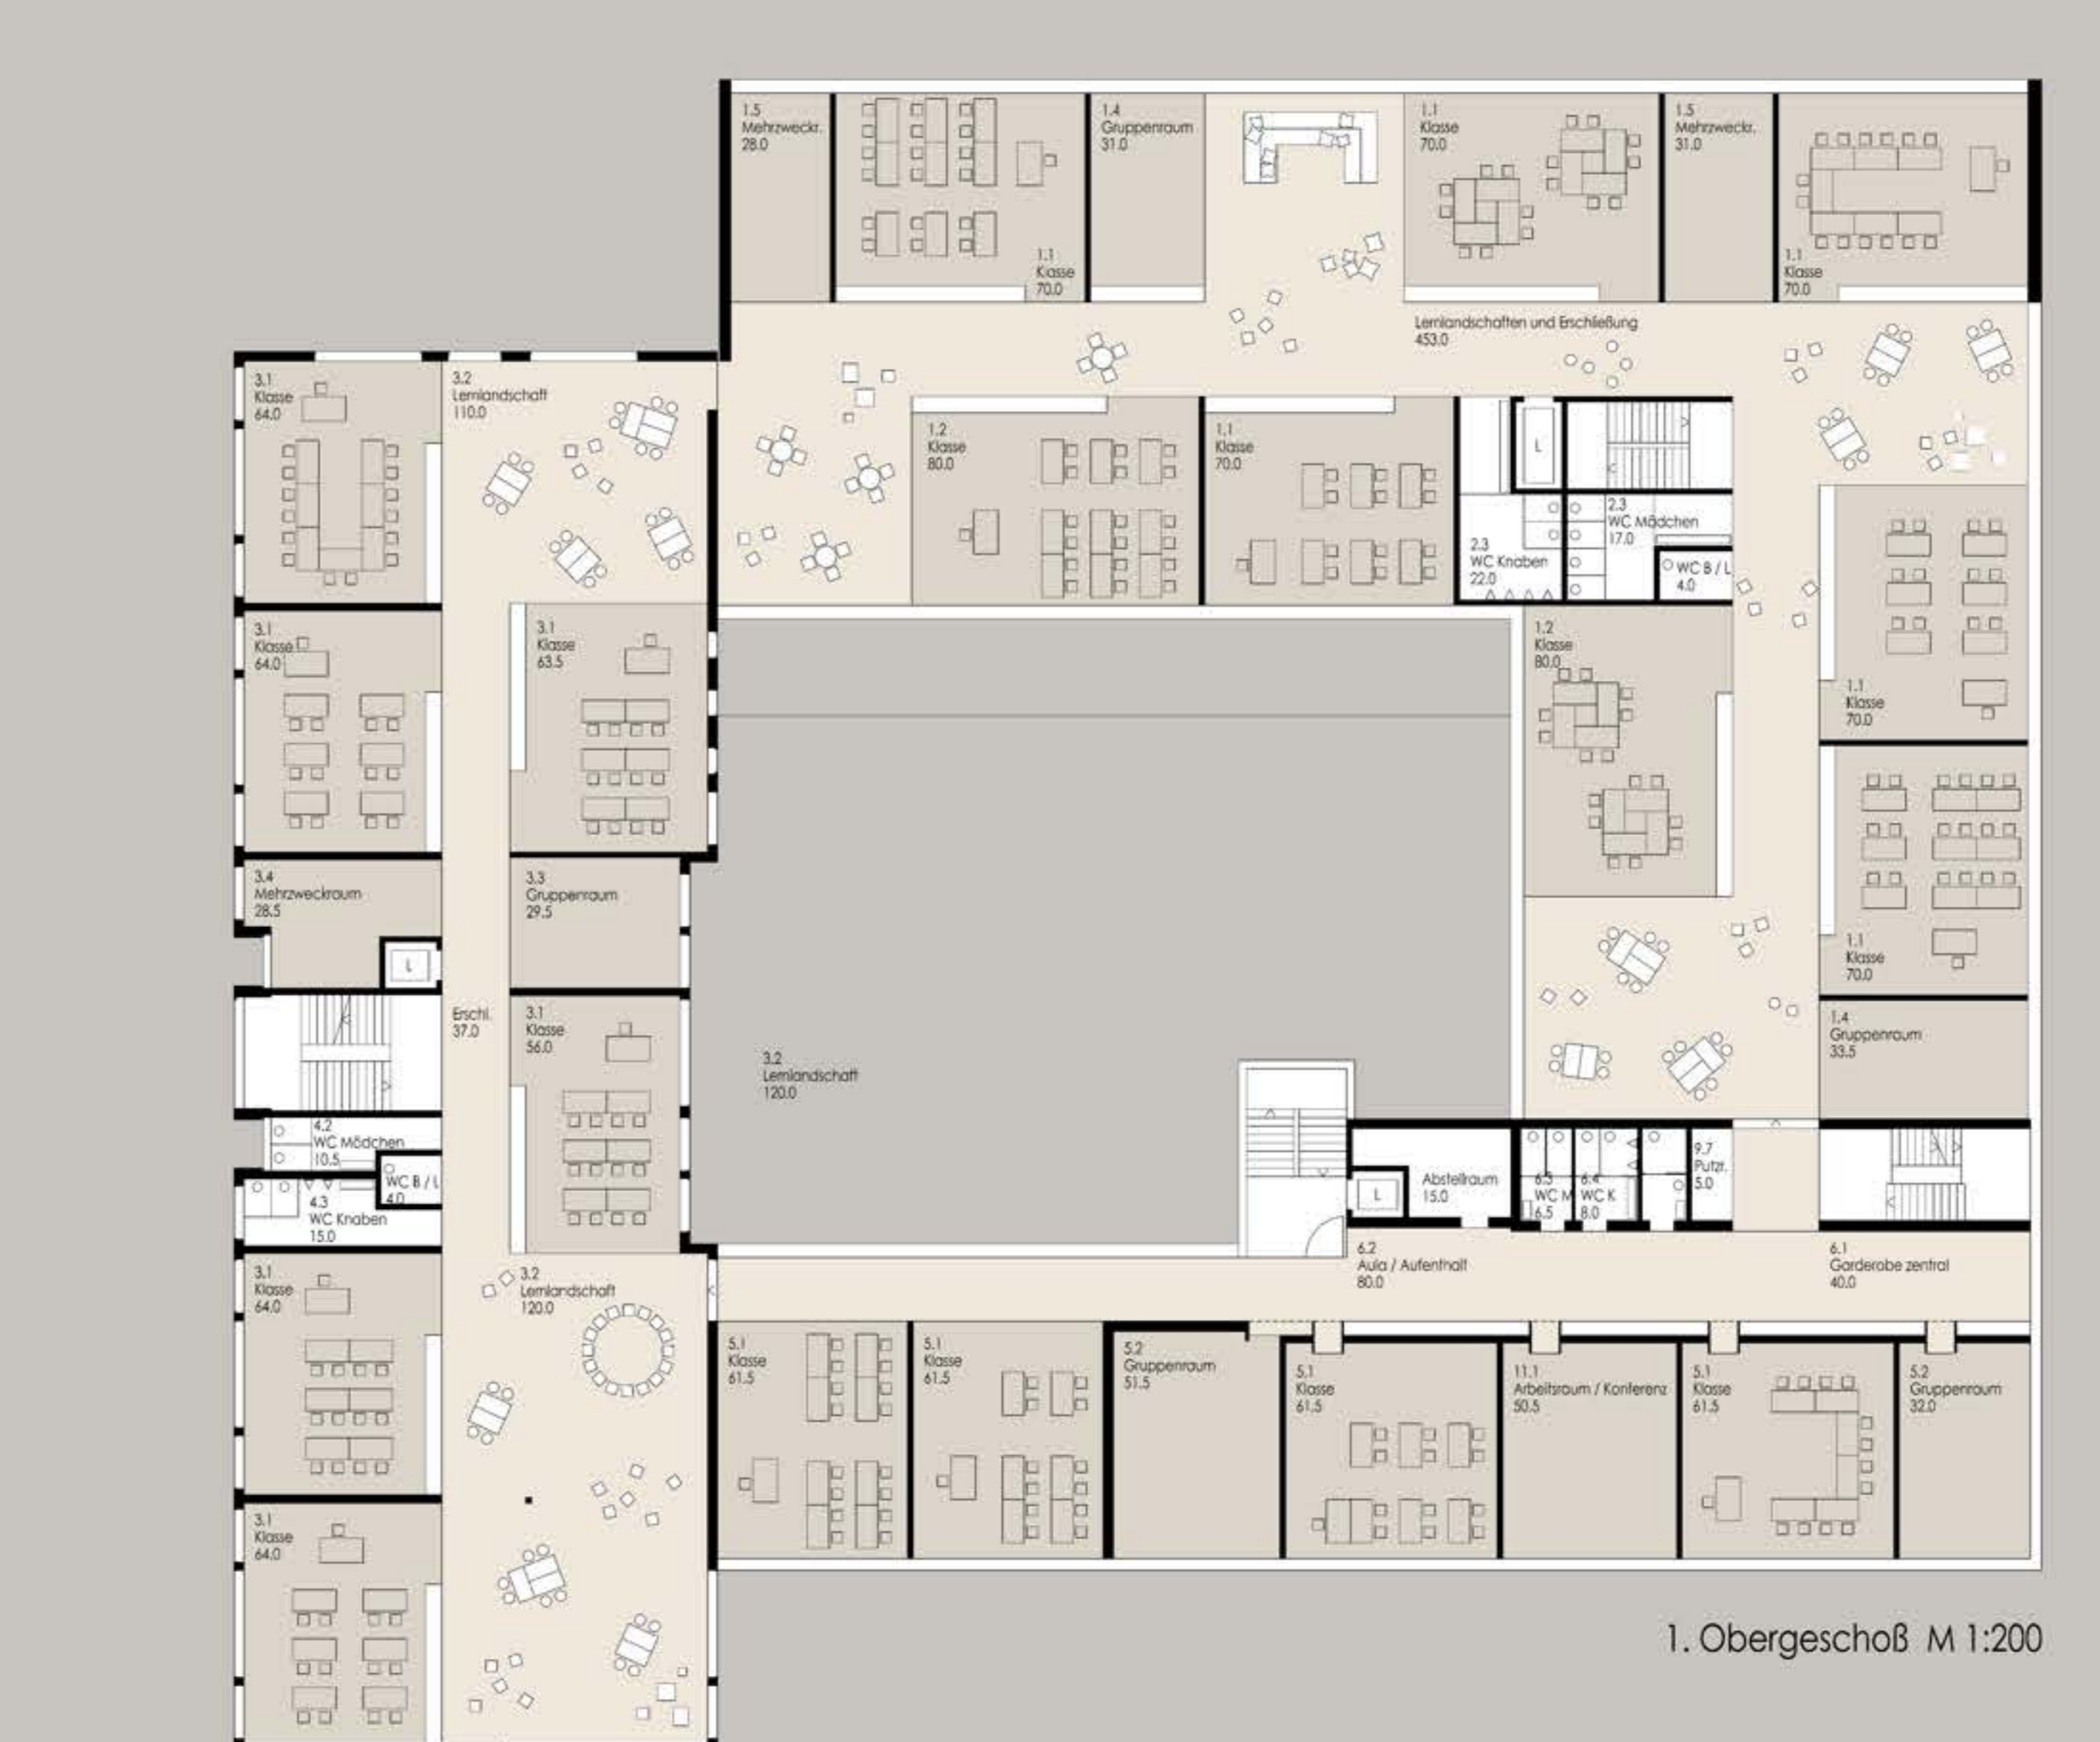 1.5
Mehrzweckr.
28.0
1.1
Klasse
70.0
1.4
Gruppenraum
31.0
1.1
Klasse
70.0
1.5
Mehrzweckr.
31.0
1.1
Klasse
70.0
Lernlandschaften und Erschließung
453.0
3.1
Klasse
64.0
3.2
Lernlandschaft
110.0
1.2
Klasse
80.0
1.1
Klasse
70.0
L
2.3
WC Mädchen
17.0
2.3
WC Knaben
22.0
WC B / L
4.0
3.1
Klasse
64.0
3.1
Klasse
63.5
1.2
Klasse
80.0
1.1
Klasse
70.0
3.4
Mehrzweckraum
28.5
L
3.3
Gruppenraum
29.5
1.1
Klasse
70.0
Erschl.
37.0
3.1
Klasse
56.0
3.2
Lernlandschaft
120.0
1.4
Gruppenraum
33.5
4.2
WC Mädchen
10.5
WC B / L
4.0
4.3
WC Knaben
15.0
L
Abstellraum
15.0
6.3
WC M
6.5
6.4
WC K
8.0
9.7
Putzr.
5.0
6.2
Aula / Aufenthalt
80.0
6.1
Garderobe zentral
40.0
3.1
Klasse
64.0
3.2
Lernlandschaft
120.0
5.1
Klasse
61.5
5.1
Klasse
61.5
5.2
Gruppenraum
51.5
5.1
Klasse
61.5
11.1
Arbeitsraum / Konferenz
50.5
5.1
Klasse
61.5
5.2
Gruppenraum
32.0
3.1
Klasse
64.0
1. Obergeschoß M 1:200